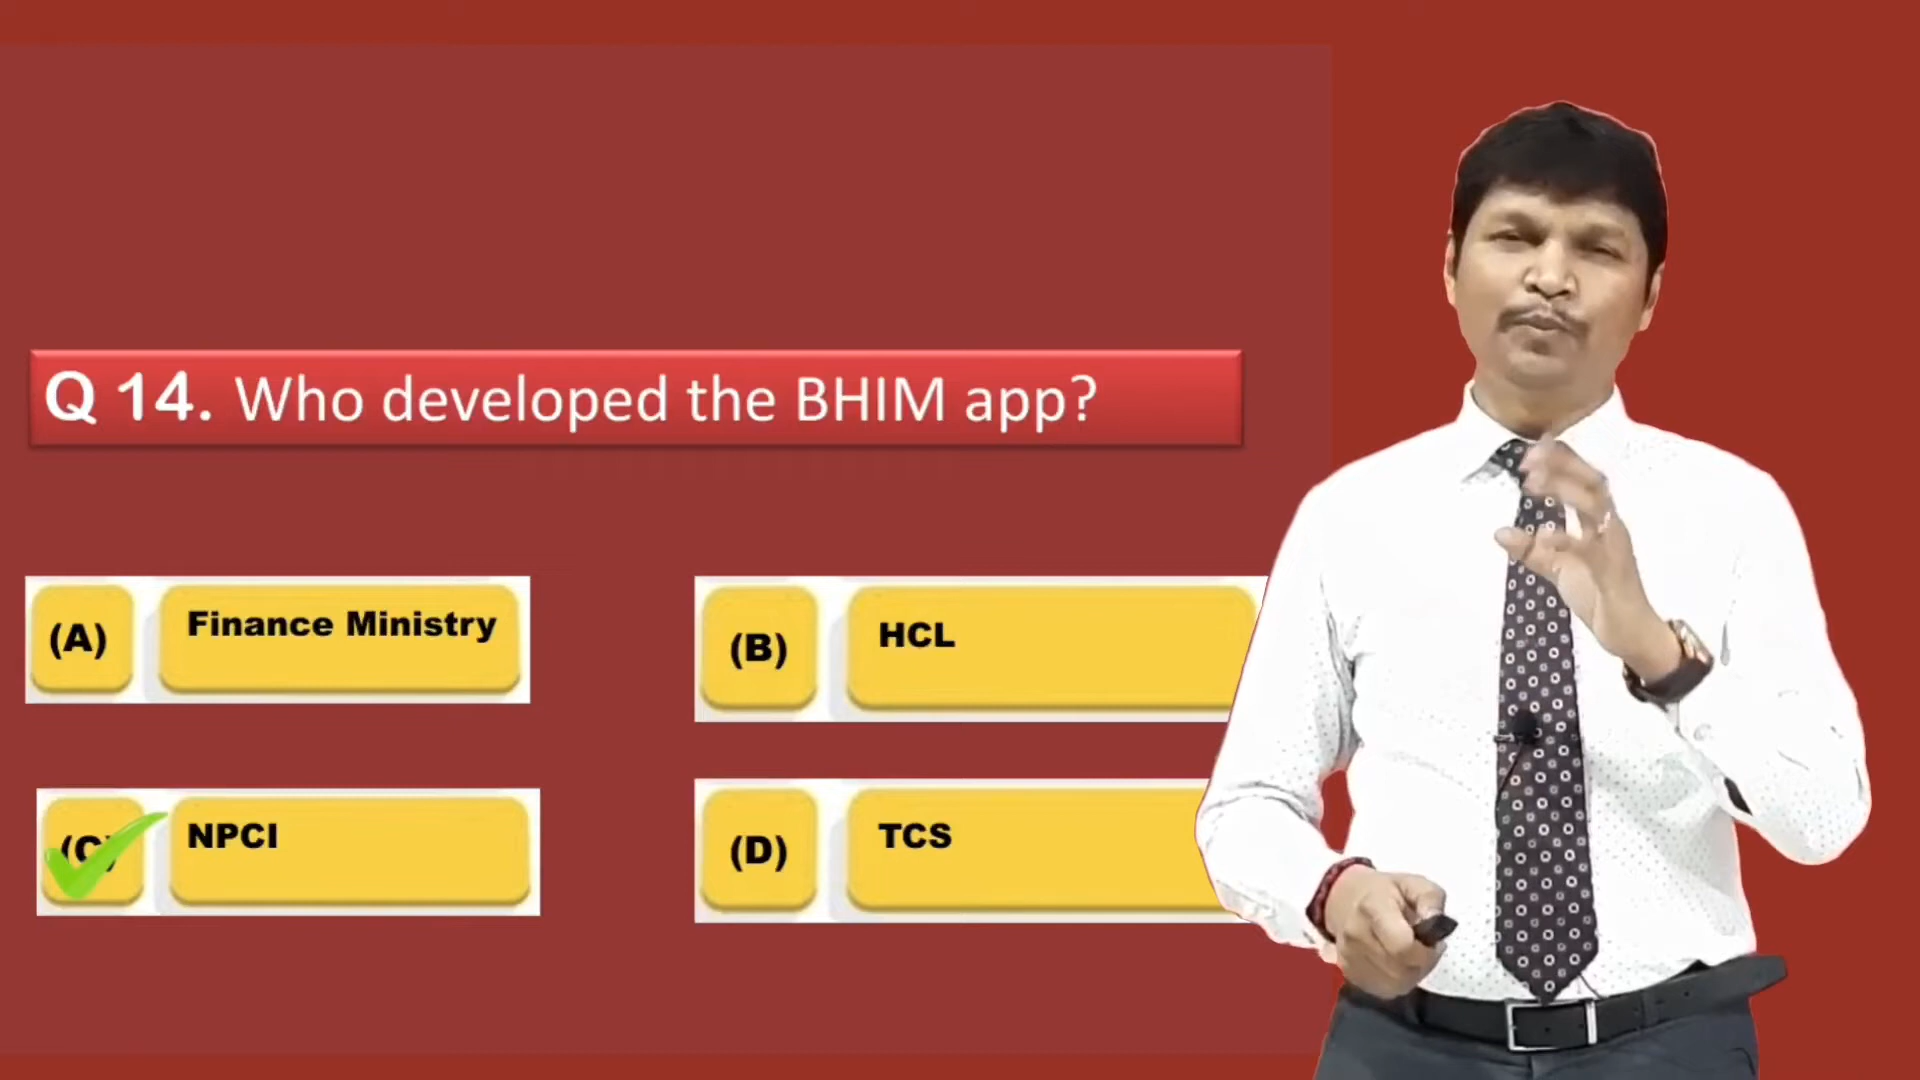 Q 14. Who developed the BHIM app?
(A) Finance Ministry
(B) HCL
(C) NPCI
(D) TCS